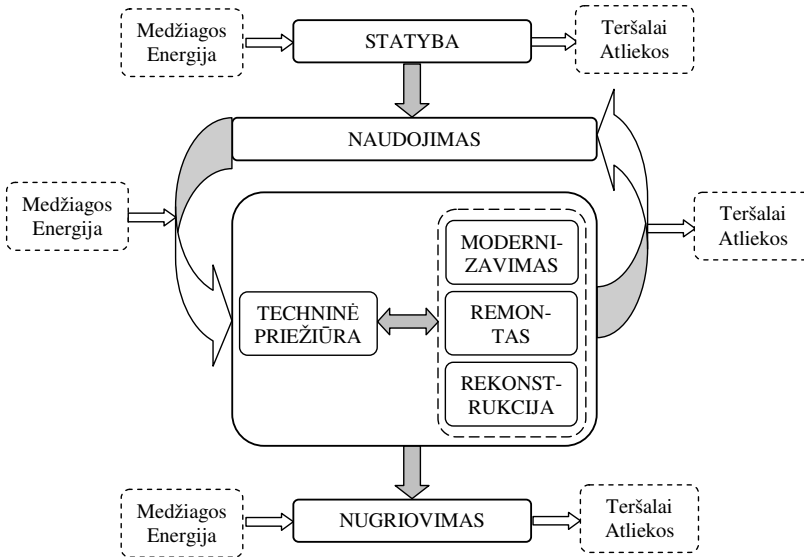 Medžiagos
Energija
STATYBA
Teršalai
Atliekos
NAUDOJIMAS
Medžiagos
Energija
Teršalai
Atliekos
MODERNI-
ZAVIMAS
TECHNINĖ
PRIEŽIŪRA
REMON-
TAS
REKONST-
RUKCIJA
Medžiagos
Energija
NUGRIOVIMAS
Teršalai
Atliekos